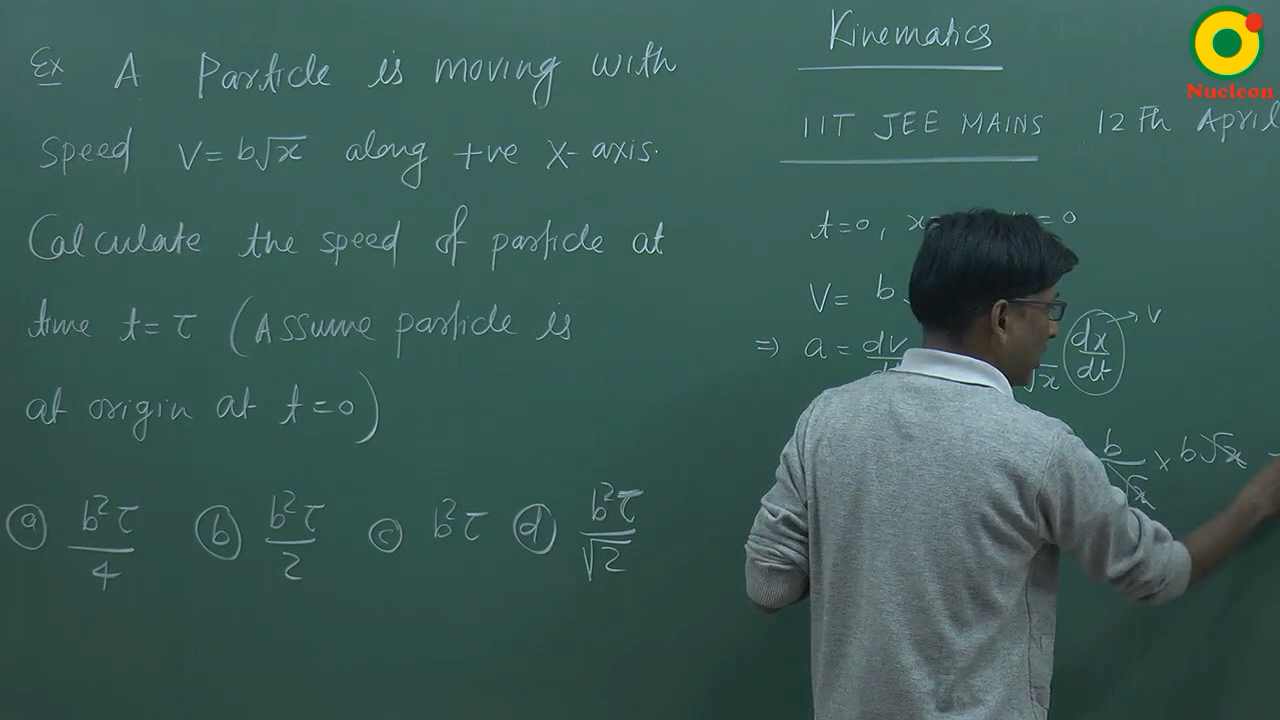 Ex A Particle is moving with
speed v=b√x along +ve x-axis.
Calculate the speed of particle at
time t=τ (Assume particle is
at origin at t=0)
(a) b²τ/4 (b) b²τ/2 (c) b²τ (d) b²τ/√2
Kinematics
IIT JEE MAINS 12th April
t=0, x =0
V= b
⇒ a = dv √x dx/dt → v
b/√x × b√x
Nucleon